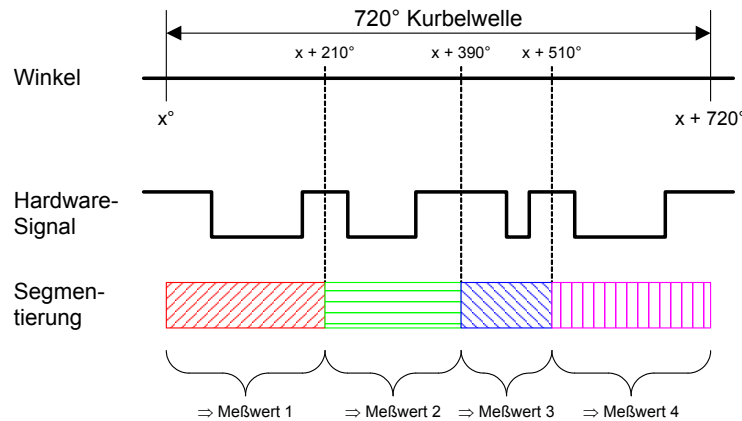 720° Kurbelwelle
x + 210°
x + 390°
x + 510°
Winkel
x°
x + 720°
Hardware-
Signal
Segmen-
tierung
⇒ Meßwert 1
⇒ Meßwert 2
⇒ Meßwert 3
⇒ Meßwert 4